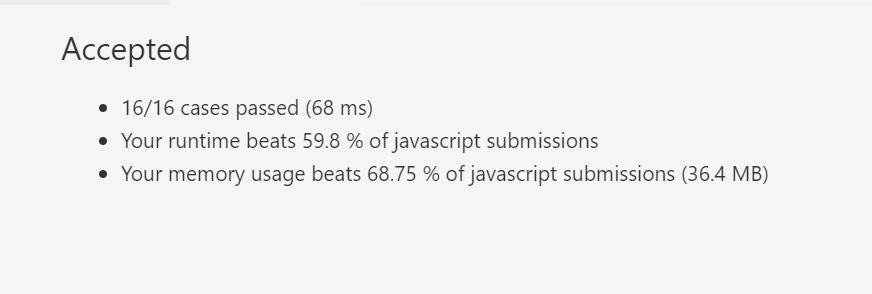 Accepted
16/16 cases passed (68 ms)
Your runtime beats 59.8 % of javascript submissions
Your memory usage beats 68.75 % of javascript submissions (36.4 MB)